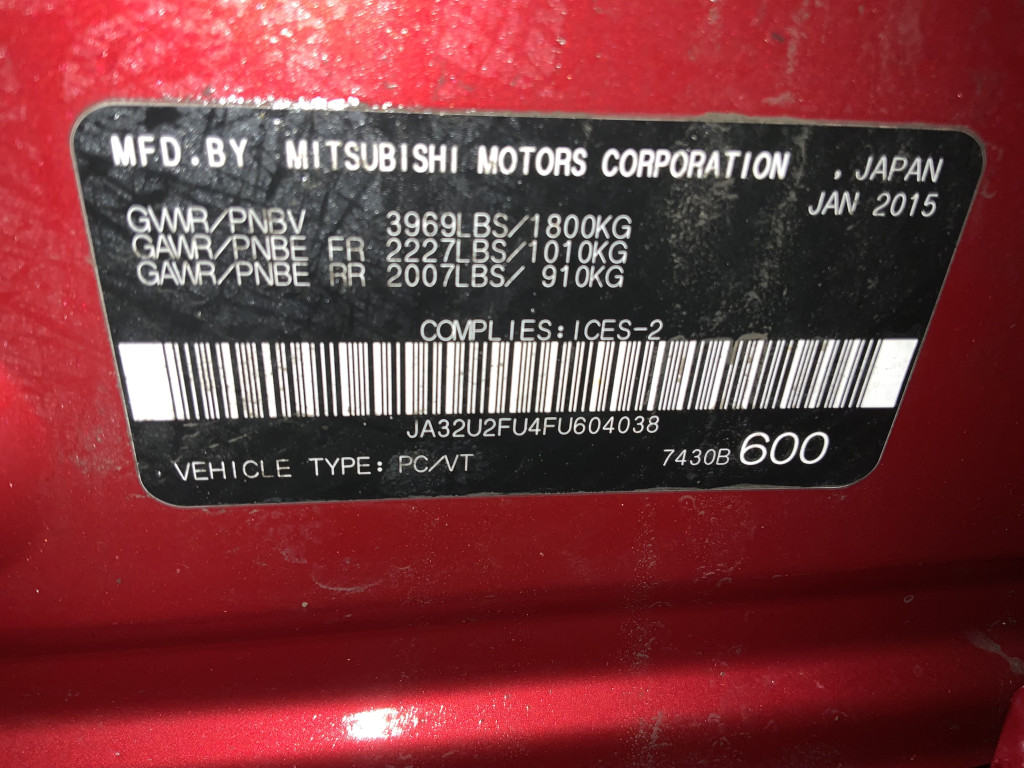 MFD.BY MITSUBISHI MOTORS CORPORATION , JAPAN
JAN 2015
GWWR/PNBV 3969LBS/1800KG
GAWR/PNBE FR 2227LBS/1010KG
GAWR/PNBE RR 2007LBS/ 910KG
COMPLIES:ICES-2
JA32U2FU4FU604038
VEHICLE TYPE: PC/VT 7430B 600